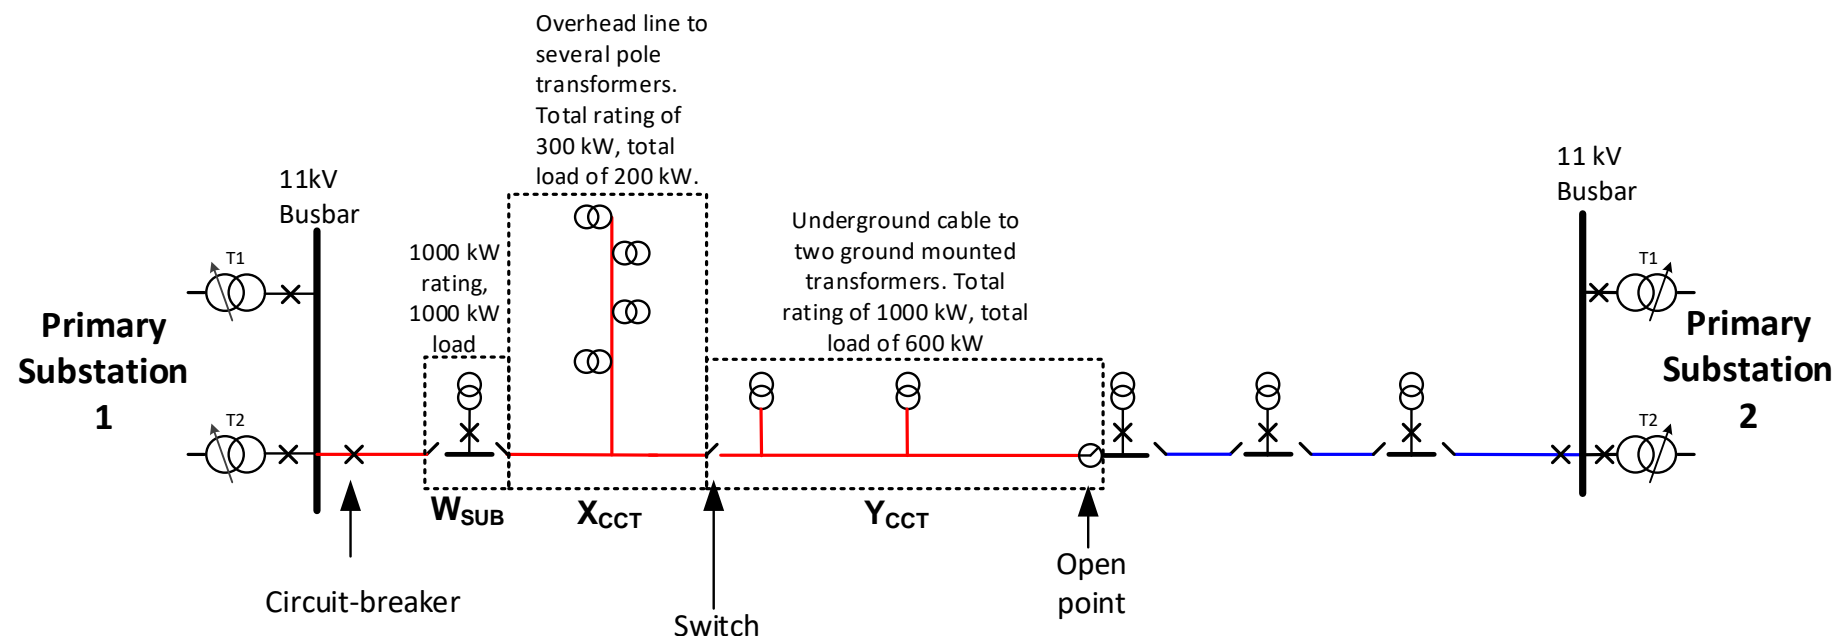 Overhead line to
several pole
transformers.
Total rating of
300 kW, total
load of 200 kW.
11kV
Busbar
1000 kW
rating,
1000 kW
load
Underground cable to
two ground mounted
transformers. Total
rating of 1000 kW, total
load of 600 kW
11 kV
Busbar
T1
T2
Primary
Substation
1
T1
T2
Primary
Substation
2
WSUB
XCCT
YCCT
Circuit-breaker
Switch
Open
point